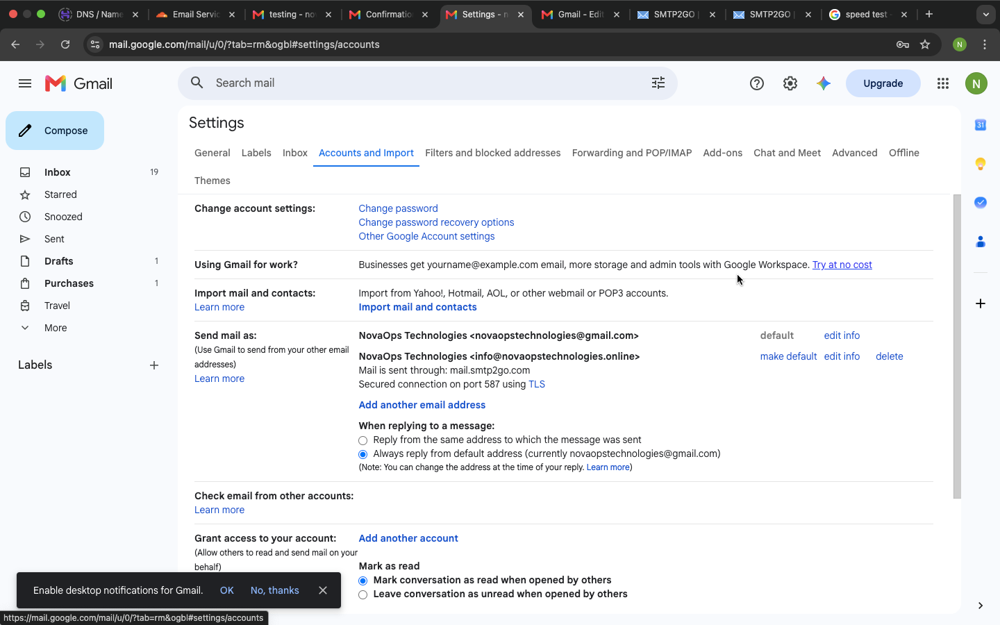 DNS / Name
Email Servic
testing - no
Confirmatio
Settings - n
Gmail - Edit
SMTP2GO
SMTP2GO
speed test
mail.google.com/mail/u/0/?tab=rm&ogbl#settings/accounts
N
Gmail
Search mail
Upgrade
N
Compose
Inbox 19
Starred
Snoozed
Sent
Drafts 1
Purchases 1
Travel
More
Labels
Settings
General Labels Inbox Accounts and Import Filters and blocked addresses Forwarding and POP/IMAP Add-ons Chat and Meet Advanced Offline
Themes
Change account settings:
Change password
Change password recovery options
Other Google Account settings
Using Gmail for work?
Businesses get yourname@example.com email, more storage and admin tools with Google Workspace. Try at no cost
Import mail and contacts:
Learn more
Import from Yahoo!, Hotmail, AOL, or other webmail or POP3 accounts.
Import mail and contacts
Send mail as:
(Use Gmail to send from your other email
addresses)
Learn more
NovaOps Technologies <novaopstechnologies@gmail.com> default edit info
NovaOps Technologies <info@novaopstechnologies.online> make default edit info delete
Mail is sent through: mail.smtp2go.com
Secured connection on port 587 using TLS
Add another email address
When replying to a message:
Reply from the same address to which the message was sent
Always reply from default address (currently novaopstechnologies@gmail.com)
(Note: You can change the address at the time of your reply. Learn more)
Check email from other accounts:
Learn more
Grant access to your account:
(Allow others to read and send mail on your
behalf)
Add another account
Mark as read
Mark conversation as read when opened by others
Leave conversation as unread when opened by others
31
Enable desktop notifications for Gmail. OK No, thanks
https://mail.google.com/mail/u/0/?tab=rm&ogbl#settings/accounts